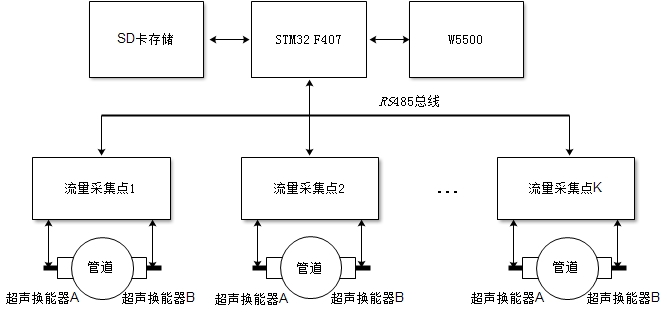 SD卡存储
STM32 F407
W5500
RS485总线
流量采集点1
流量采集点2
...
流量采集点K
管道
管道
管道
超声换能器A
超声换能器B
超声换能器A
超声换能器B
超声换能器A
超声换能器B